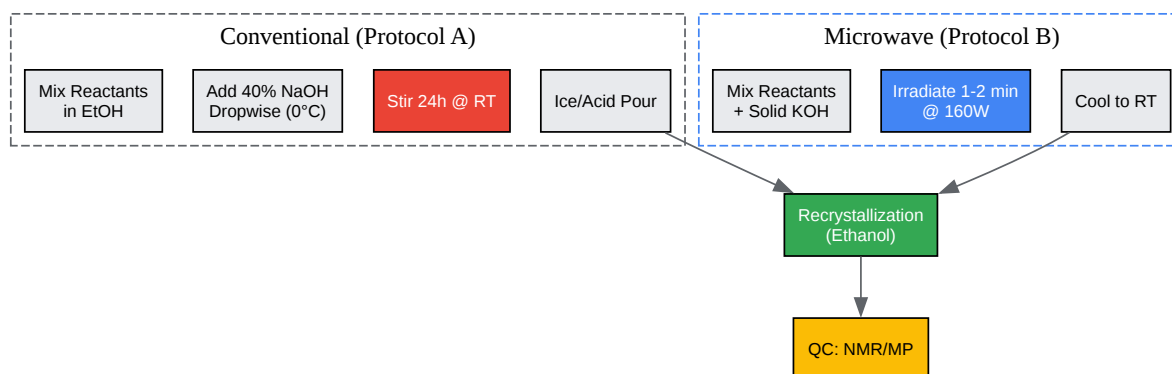 Conventional (Protocol A)
Mix Reactants
in EtOH
Add 40% NaOH
Dropwise (0°C)
Stir 24h @ RT
Ice/Acid Pour
Microwave (Protocol B)
Mix Reactants
+ Solid KOH
Irradiate 1-2 min
@ 160W
Cool to RT
Recrystallization
(Ethanol)
QC: NMR/MP